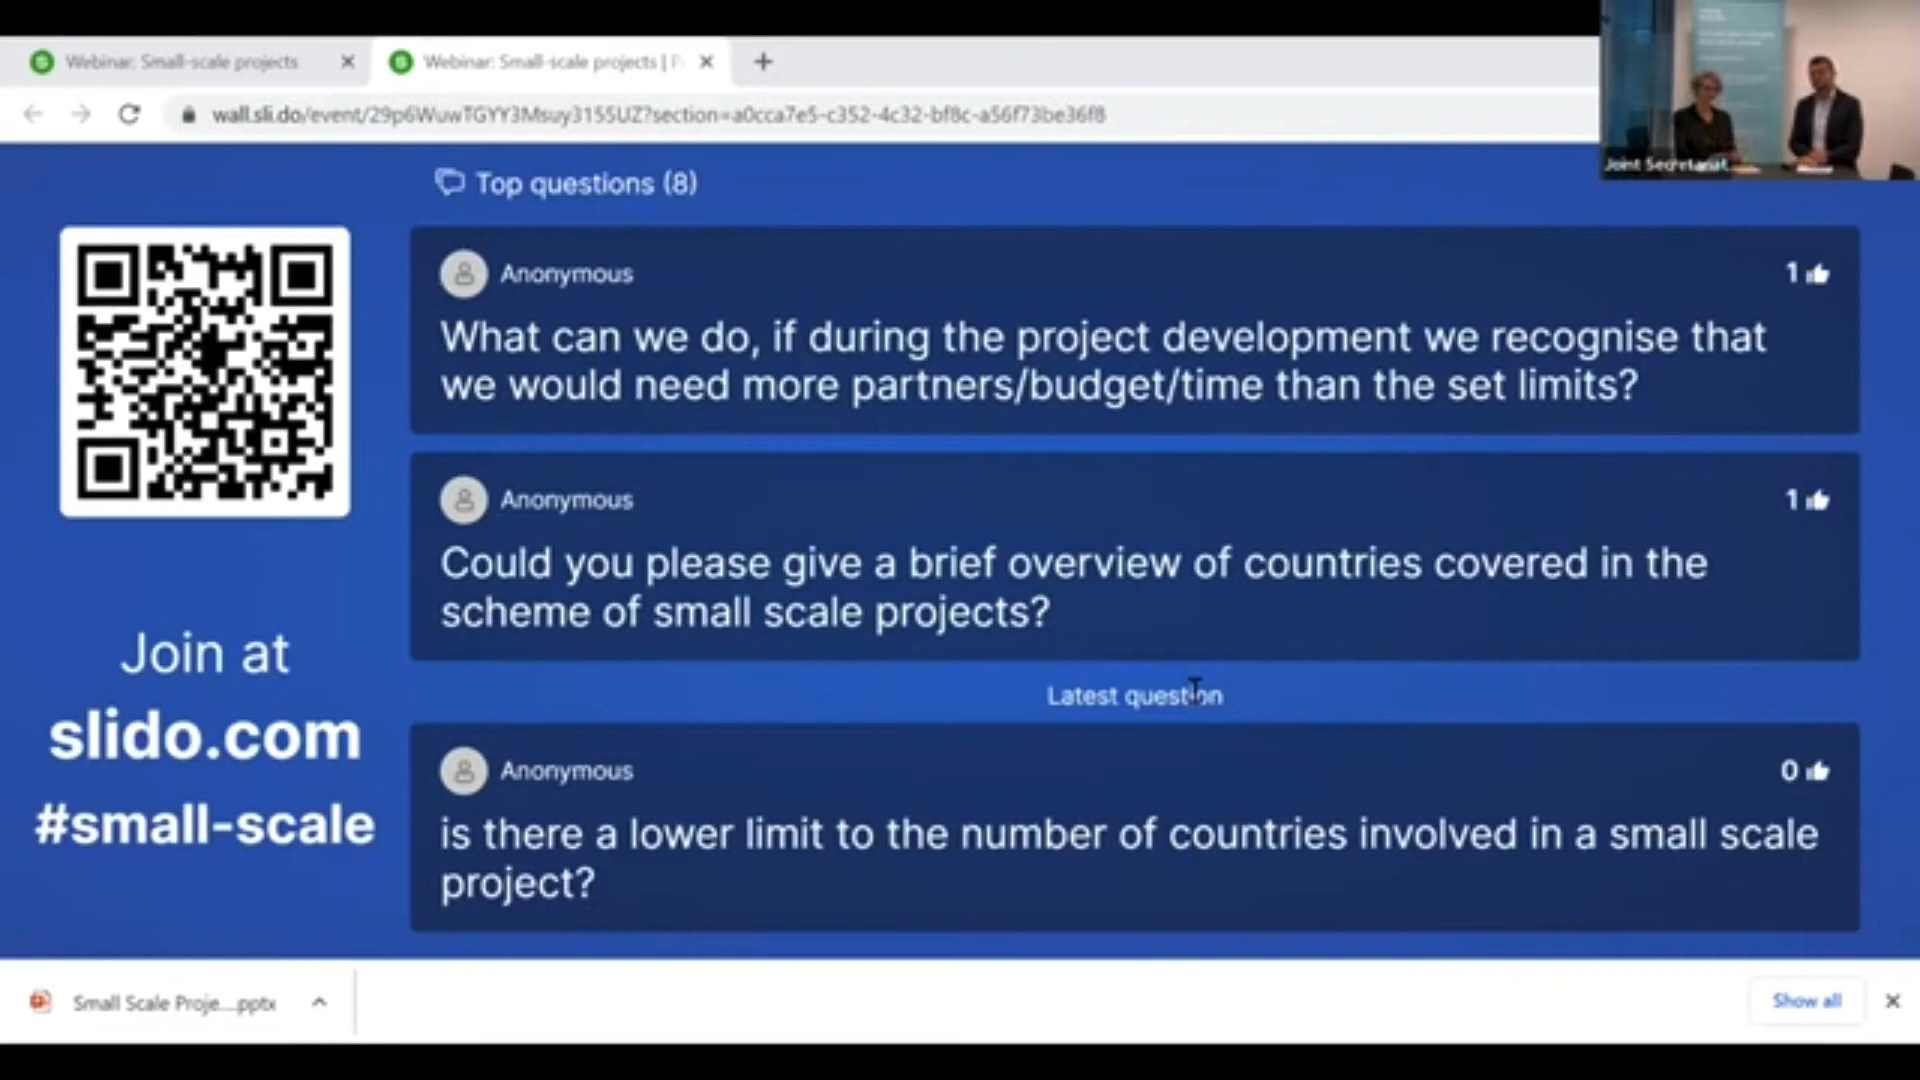 Webinar: Small-scale projects
Webinar: Small-scale projects | P
wall.sli.do/event/29p6WuwTGYY3Msuy3155UZ?section=a0cca7e5-c352-4c32-bf8c-a56f73be36f8
Joint Secretariat
Top questions (8)
Anonymous
1
What can we do, if during the project development we recognise that
we would need more partners/budget/time than the set limits?
Anonymous
1
Could you please give a brief overview of countries covered in the
scheme of small scale projects?
Latest question
Anonymous
0
is there a lower limit to the number of countries involved in a small scale
project?
Join at
slido.com
#small-scale
Small Scale Proje....pptx
Show all